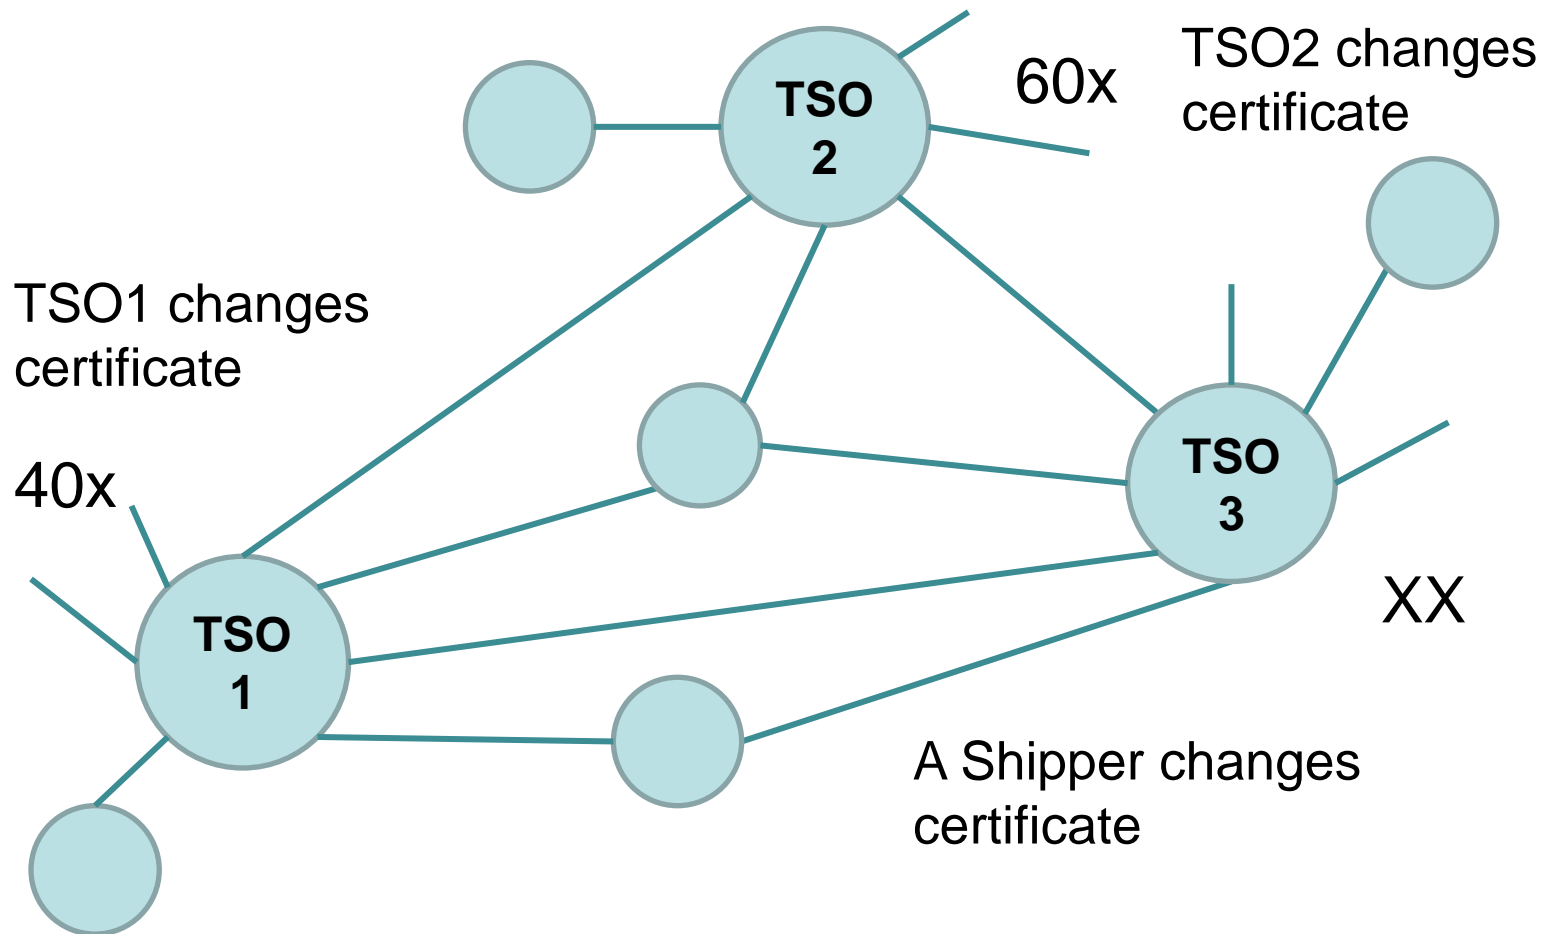 TSO
2
60x
TSO2 changes
certificate
TSO1 changes
certificate
40x
TSO
3
XX
TSO
1
A Shipper changes
certificate